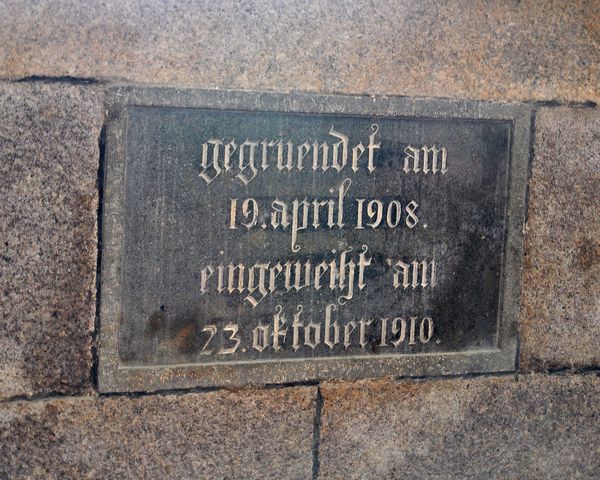 gegruendet am
19. april 1908.
eingeweiht am
23. oktober 1910.